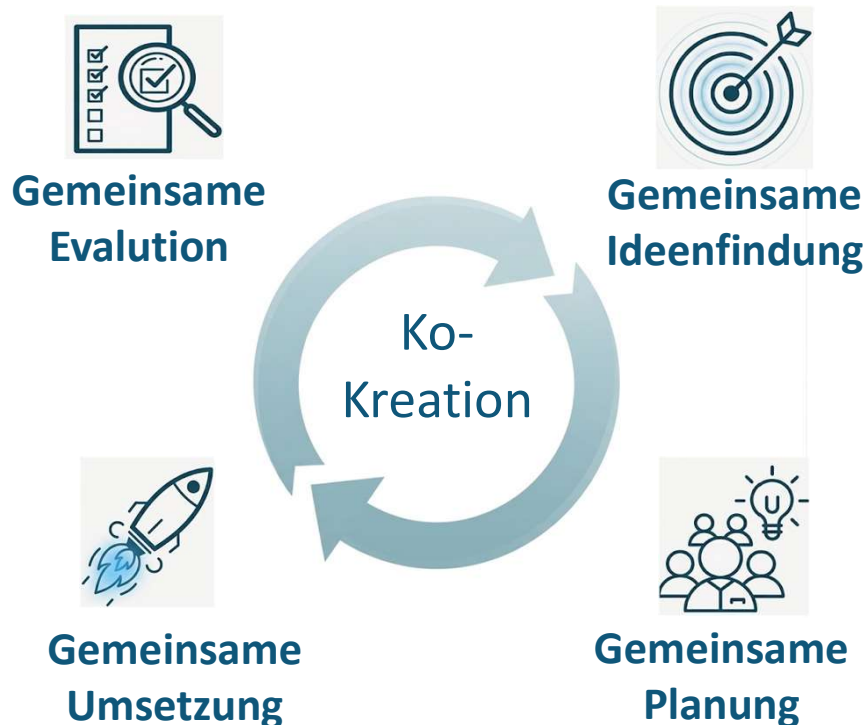 Gemeinsame
Evalution
Gemeinsame
Ideenfindung
Ko-
Kreation
Gemeinsame
Umsetzung
Gemeinsame
Planung